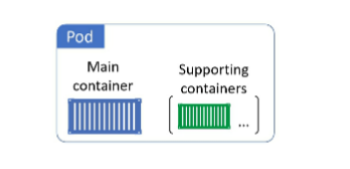 Pod
Main
container
Supporting
containers
...